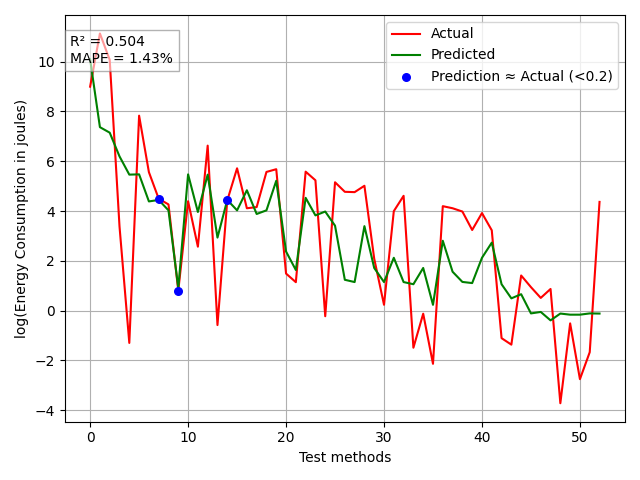 R² = 0.504
MAPE = 1.43%
Actual
Predicted
Prediction ≈ Actual (<0.2)
log(Energy Consumption in joules)
10
8
6
4
2
0
−2
−4
0
10
20
30
40
50
Test methods